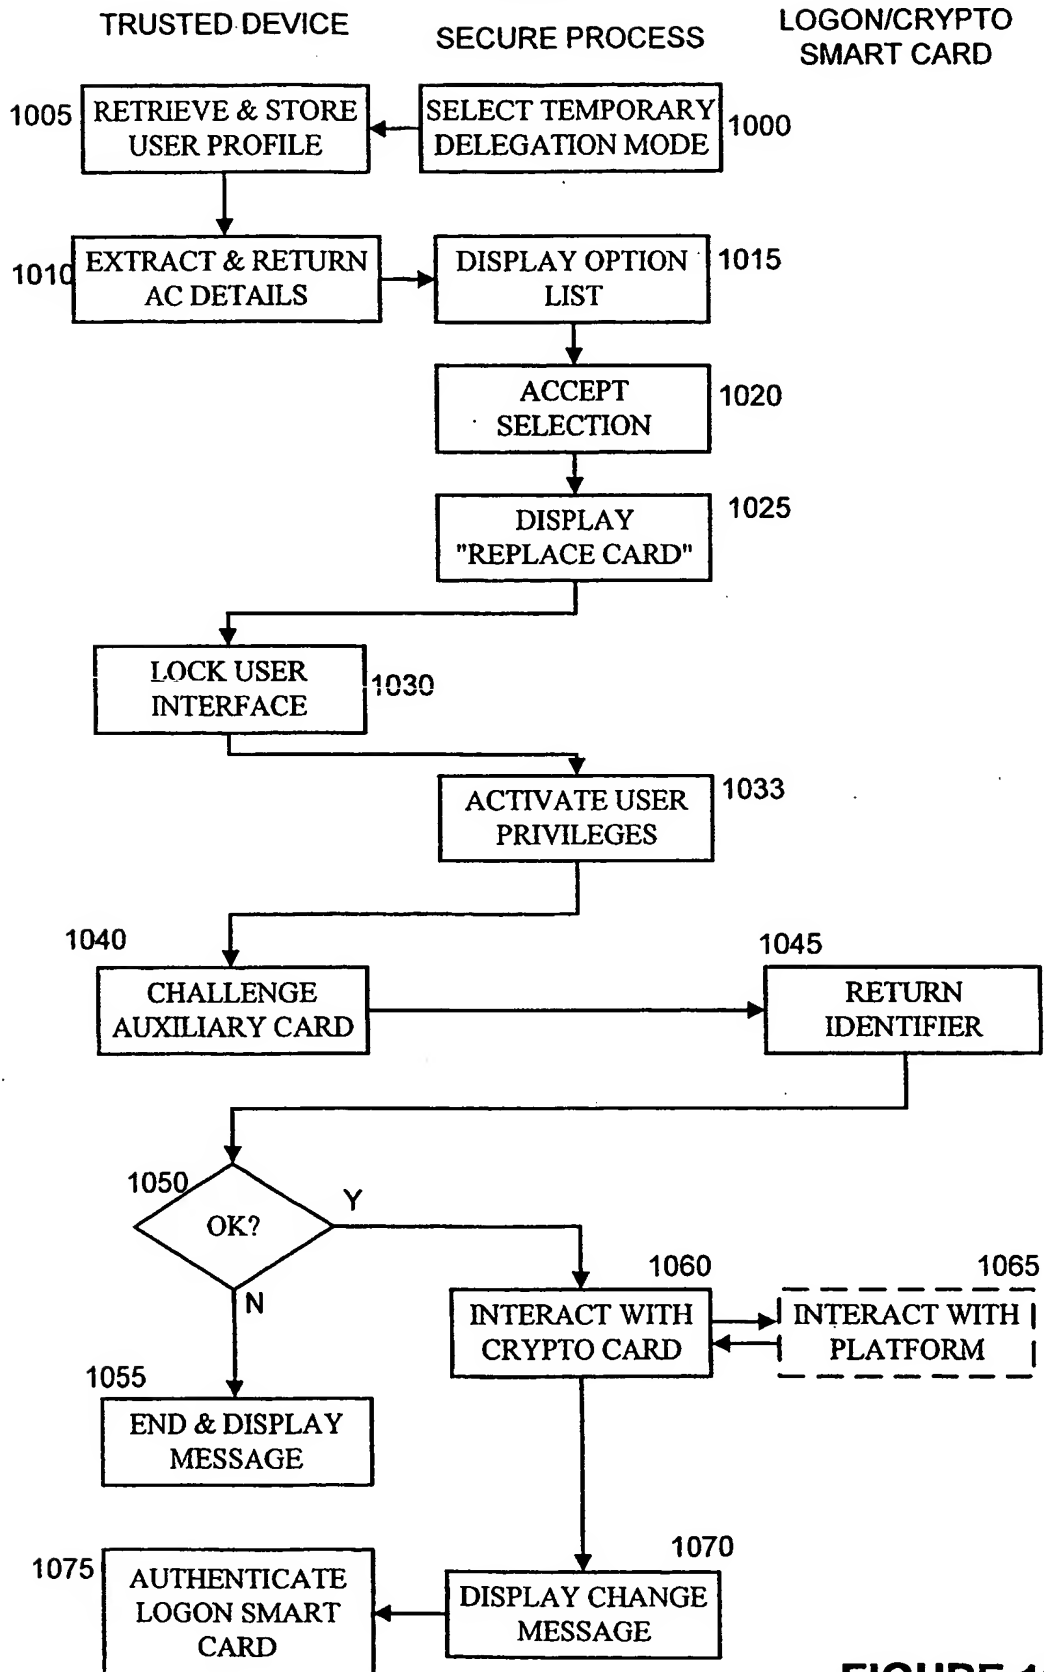 TRUSTED DEVICE
SECURE PROCESS
LOGON/CRYPTO
SMART CARD
1005
RETRIEVE & STORE
USER PROFILE
SELECT TEMPORARY
DELEGATION MODE
1000
1010
EXTRACT & RETURN
AC DETAILS
DISPLAY OPTION
LIST
1015
ACCEPT
SELECTION
1020
DISPLAY
"REPLACE CARD"
1025
LOCK USER
INTERFACE
1030
ACTIVATE USER
PRIVILEGES
1033
1040
CHALLENGE
AUXILIARY CARD
1045
RETURN
IDENTIFIER
1050
OK?
Y
N
1060
INTERACT WITH
CRYPTO CARD
1065
INTERACT WITH
PLATFORM
1055
END & DISPLAY
MESSAGE
1070
DISPLAY CHANGE
MESSAGE
1075
AUTHENTICATE
LOGON SMART
CARD
FIGURE